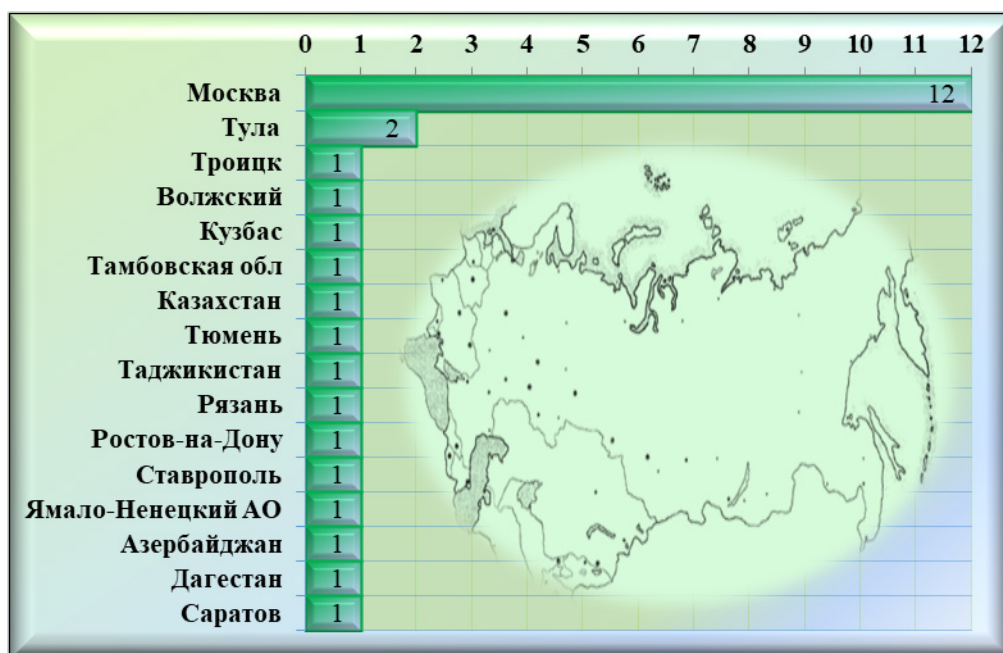 0 1 2 3 4 5 6 7 8 9 10 11 12
Москва 12
Тула 2
Троицк 1
Волжский 1
Кузбас 1
Тамбовская обл 1
Казахстан 1
Тюмень 1
Таджикистан 1
Рязань 1
Ростов-на-Дону 1
Ставрополь 1
Ямало-Ненецкий АО 1
Азербайджан 1
Дагестан 1
Саратов 1